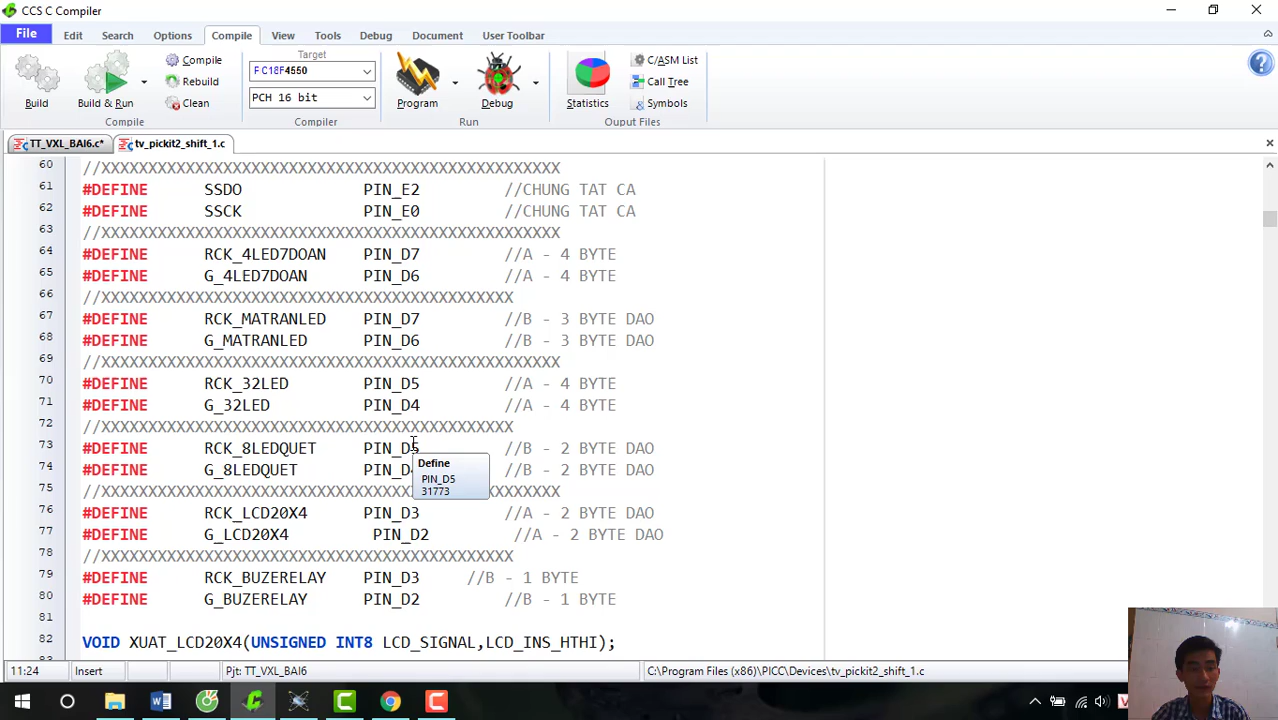 CCS C Compiler
File Edit Search Options Compile View Tools Debug Document User Toolbar
Build
Build & Run
Compile
Rebuild
Clean
Compile
Target
PIC18F4550
PCH 16 bit
Compiler
Program
Debug
Run
Statistics
C/ASM List
Call Tree
Symbols
Ouput Files
TT_VXL_BAI6.c* tv_pickit2_shift_1.c
60 //XXXXXXXXXXXXXXXXXXXXXXXXXXXXXXXXXXXXXXXXXXXXXXXXX
61 #DEFINE SSDO PIN_E2 //CHUNG TAT CA
62 #DEFINE SSCK PIN_E0 //CHUNG TAT CA
63 //XXXXXXXXXXXXXXXXXXXXXXXXXXXXXXXXXXXXXXXXXXXXXXXXX
64 #DEFINE RCK_4LED7DOAN PIN_D7 //A - 4 BYTE
65 #DEFINE G_4LED7DOAN PIN_D6 //A - 4 BYTE
66 //XXXXXXXXXXXXXXXXXXXXXXXXXXXXXXXXXXXXXXXXXXXX
67 #DEFINE RCK_MATRANLED PIN_D7 //B - 3 BYTE DAO
68 #DEFINE G_MATRANLED PIN_D6 //B - 3 BYTE DAO
69 //XXXXXXXXXXXXXXXXXXXXXXXXXXXXXXXXXXXXXXXXXXXXXXXXX
70 #DEFINE RCK_32LED PIN_D5 //A - 4 BYTE
71 #DEFINE G_32LED PIN_D4 //A - 4 BYTE
72 //XXXXXXXXXXXXXXXXXXXXXXXXXXXXXXXXXXXXXXXXXXXX
73 #DEFINE RCK_8LEDQUET PIN_D5 //B - 2 BYTE DAO
74 #DEFINE G_8LEDQUET PIN_D4 //B - 2 BYTE DAO
Define
PIN_D5
31773
75 //XXXXXXXXXXXXXXXXXXXXXXXXXXXXXXXXXXXXXXXXXXXXXXXXX
76 #DEFINE RCK_LCD20X4 PIN_D3 //A - 2 BYTE
77 #DEFINE G_LCD20X4 PIN_D2 //A - 2 BYTE DAO
78 //XXXXXXXXXXXXXXXXXXXXXXXXXXXXXXXXXXXXXXXXXXXX
79 #DEFINE RCK_BUZERELAY PIN_D3 //B - 1 BYTE
80 #DEFINE G_BUZERELAY PIN_D2 //B - 1 BYTE
81
82 VOID XUAT_LCD20X4(UNSIGNED INT8 LCD_SIGNAL,LCD_INS_HTHI);
11:24 Insert Pjt: TT_VXL_BAI6 C:\Program Files (x86)\PICC\Devices\tv_pickit2_shift_1.c